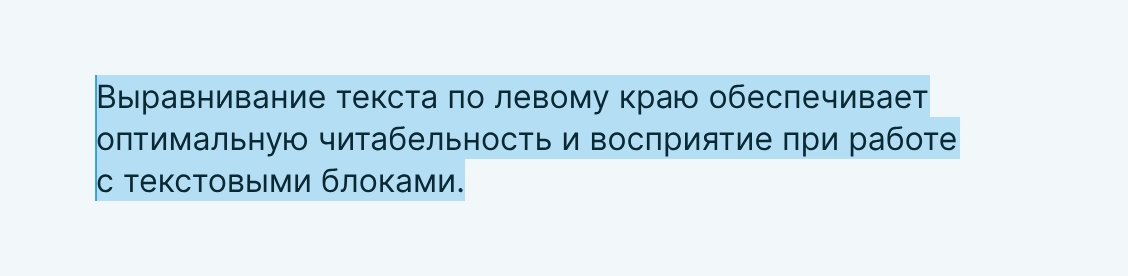 Выравнивание текста по левому краю обеспечивает
оптимальную читабельность и восприятие при работе
с текстовыми блоками.